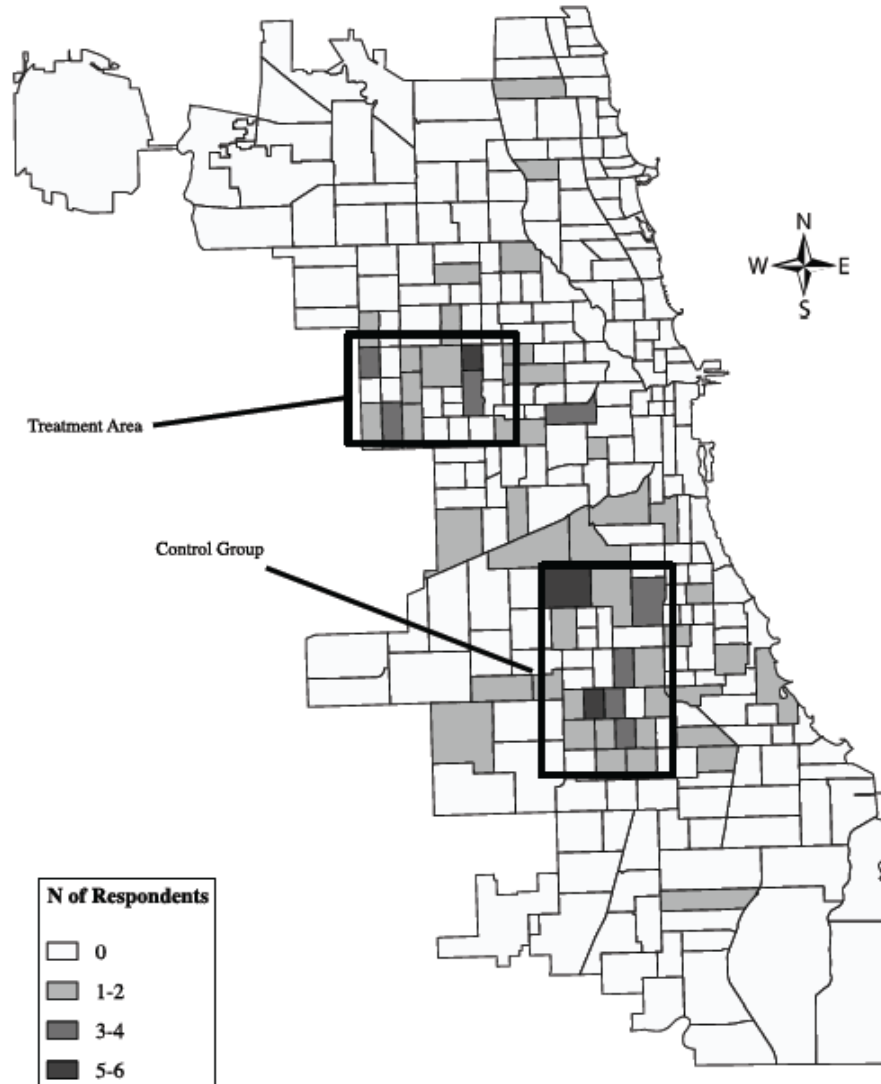 N
W E
S
Treatment Area
Control Group
N of Respondents
0
1-2
3-4
5-6